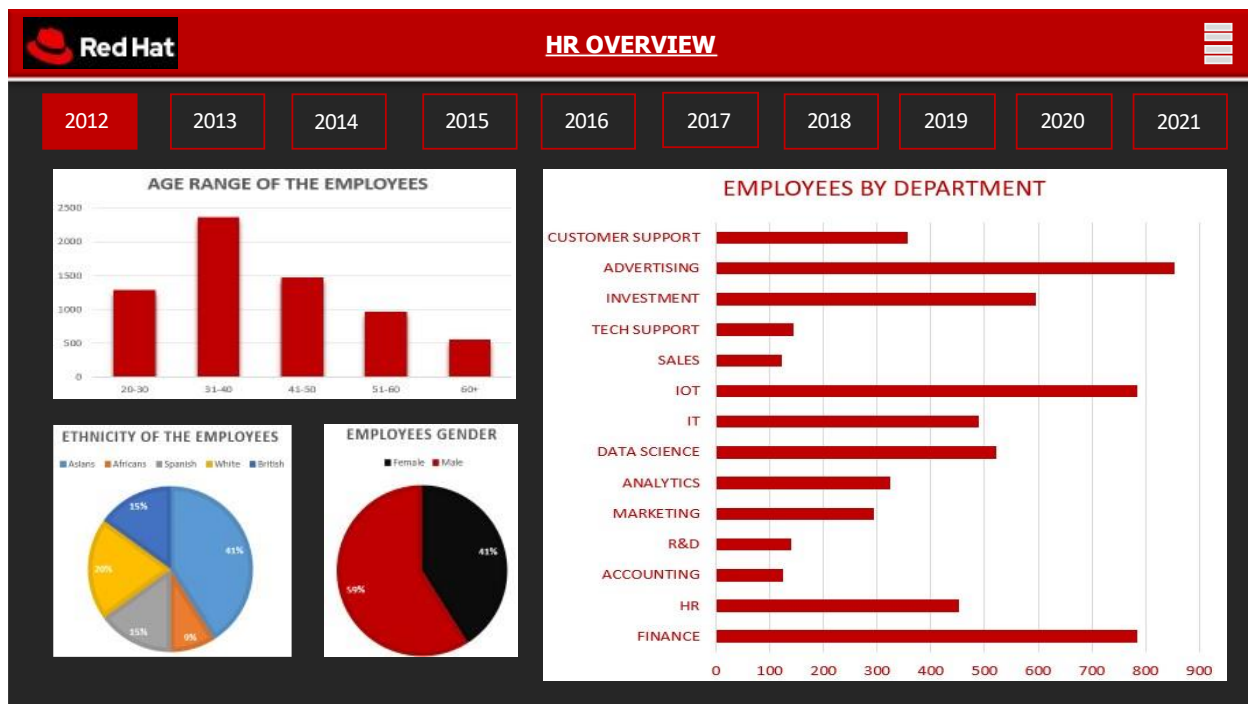 Red Hat
HR OVERVIEW
2012 2013 2014 2015 2016 2017 2018 2019 2020 2021
AGE RANGE OF THE EMPLOYEES
2500
2000
1500
1000
500
0
20-30 31-40 41-50 51-60 60+
ETHNICITY OF THE EMPLOYEES
Asians Africans Spanish White British
15%
41%
20%
15%
9%
EMPLOYEES GENDER
Female Male
41%
59%
EMPLOYEES BY DEPARTMENT
CUSTOMER SUPPORT
ADVERTISING
INVESTMENT
TECH SUPPORT
SALES
IOT
IT
DATA SCIENCE
ANALYTICS
MARKETING
R&D
ACCOUNTING
HR
FINANCE
0 100 200 300 400 500 600 700 800 900